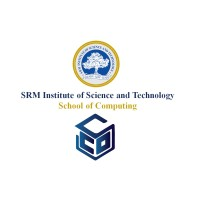 SRM Institute of Science and Technology
School of Computing